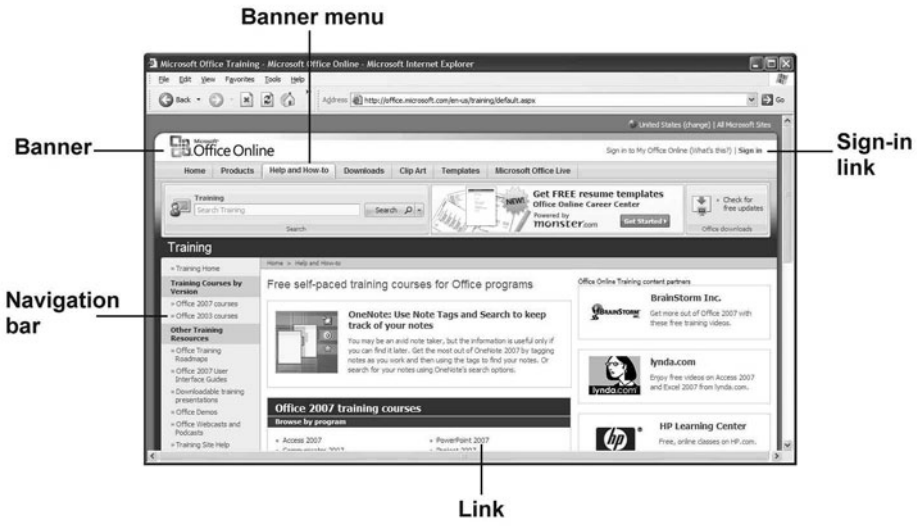 Banner menu
Microsoft Office Training - Microsoft Office Online - Microsoft Internet Explorer
File Edit View Favorites Tools Help
Back
Address http://office.microsoft.com/en-us/training/default.aspx Go
United States (change) | All Microsoft Sites
Banner
Microsoft
Office Online
Sign in to My Office Online (What's this?) | Sign in
Sign-in
link
Home Products Help and How-to Downloads Clip Art Templates Microsoft Office Live
Training
Search Training Search
Search
NEW!
Get FREE resume templates
Office Online Career Center
Powered by
monster.com
Get Started
» Check for
free updates
Office downloads
Training
Navigation
bar
» Training Home
Training Courses by
Version
» Office 2007 courses
» Office 2003 courses
Other Training
Resources
» Office Training
Roadmaps
» Office 2007 User
Interface Guides
» Downloadable training
presentations
» Office Demos
» Office Webcasts and
Podcasts
» Training Site Help
Home > Help and How-to
Free self-paced training courses for Office programs
OneNote: Use Note Tags and Search to keep
track of your notes
You may be an avid note taker, but the information is useful only if
you can find it later. Get the most out of OneNote 2007 by tagging
notes as you work and then using the tags to find your notes. Or
search for your notes using OneNote's search options.
Office 2007 training courses
Browse by program
» Access 2007
» Communicator 2007
» PowerPoint 2007
» Project 2007
Office Online Training content partners
BRAINSTORM
BrainStorm Inc.
Get more out of Office 2007 with
these free training videos.
lynda.com
lynda.com
Enjoy free videos on Access 2007
and Excel 2007 from lynda.com.
hp
HP Learning Center
Free, online classes on HP.com.
Link